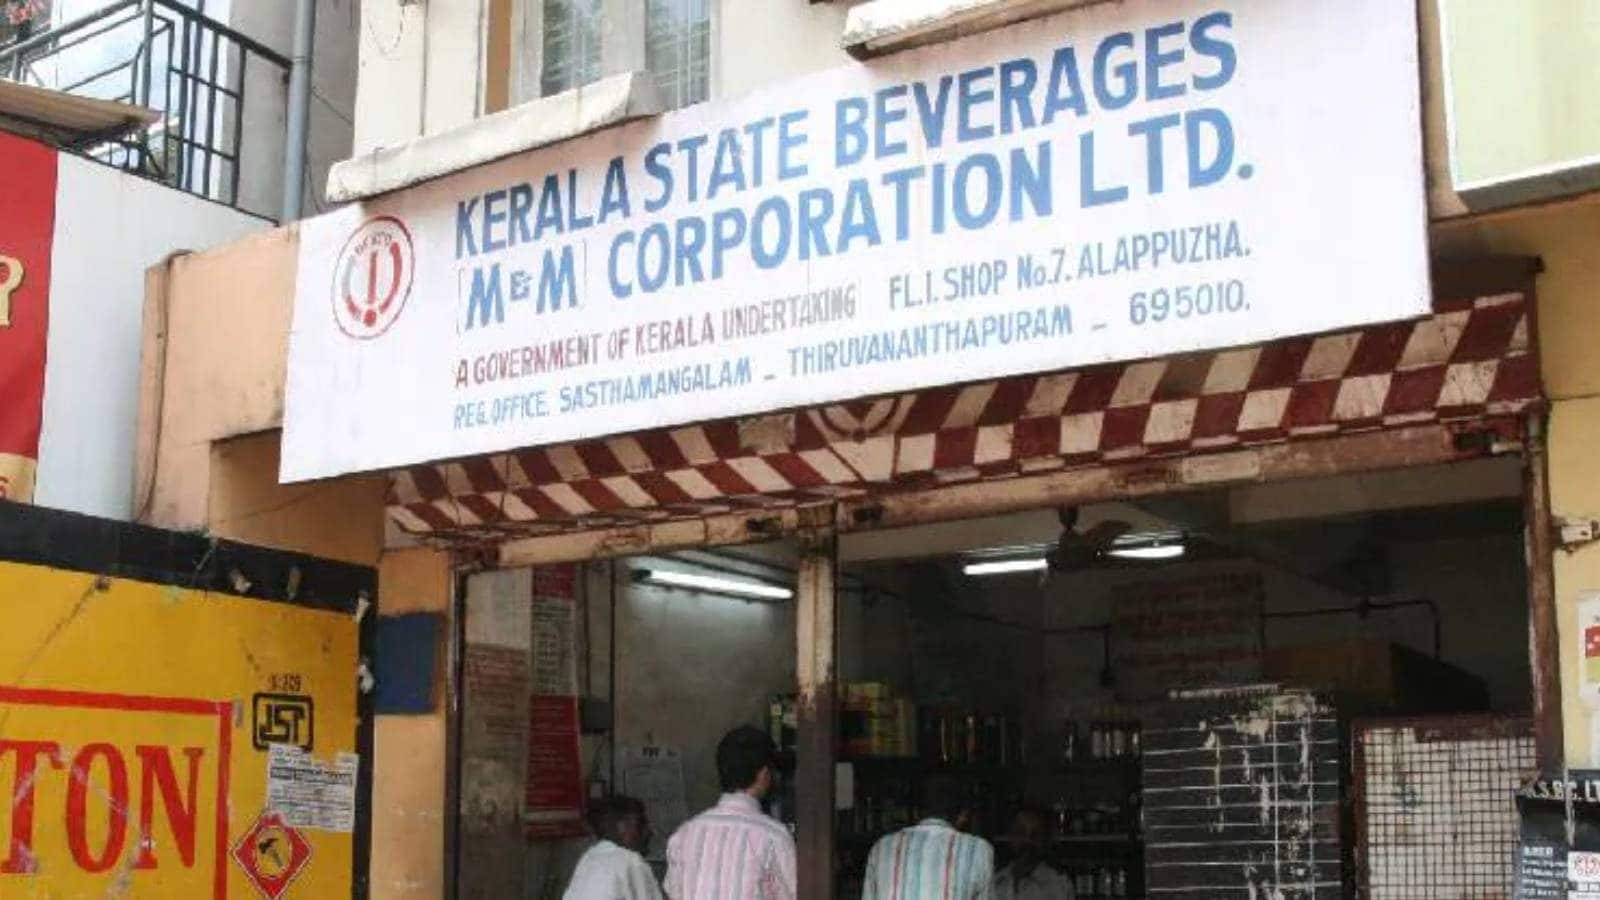 KERALA STATE BEVERAGES
[M & M] CORPORATION LTD.
A GOVERNMENT OF KERALA UNDERTAKING FL.I. SHOP No.7. ALAPPUZHA.
REG. OFFICE. SASTHAMANGALAM – THIRUVANANTHAPURAM – 695010.
TON
K.S.B.C. LT